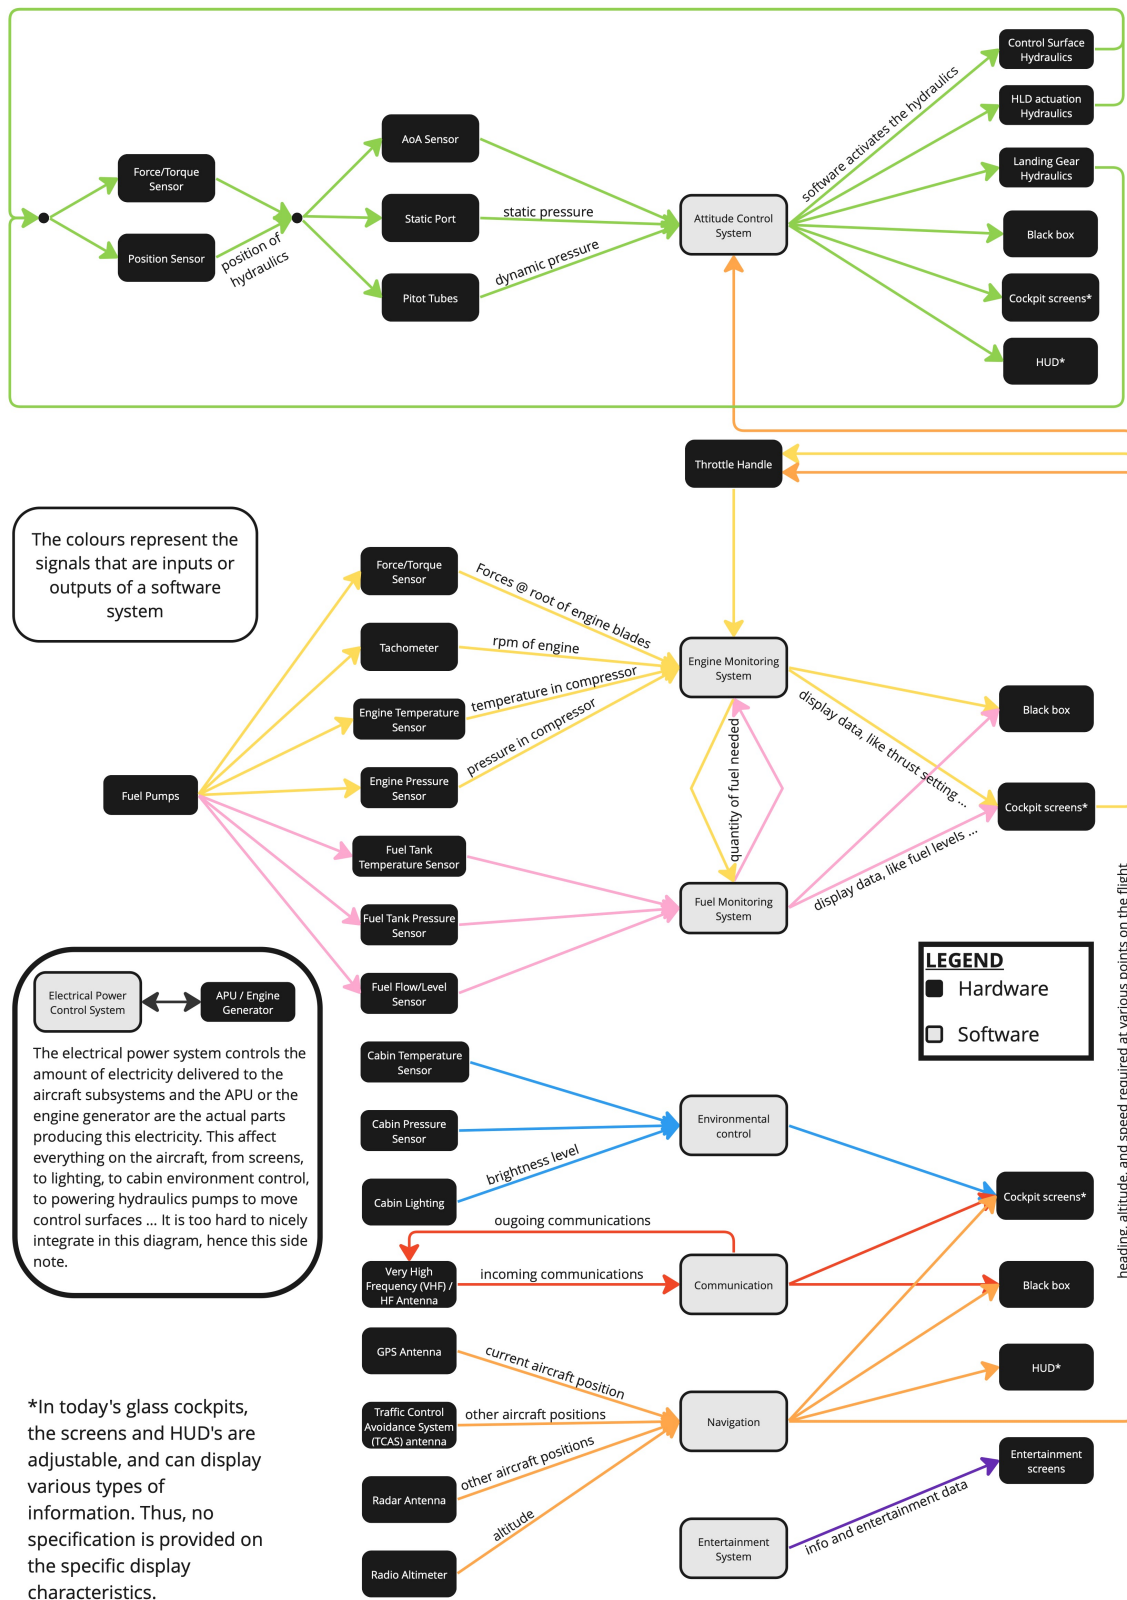 Control Surface
Hydraulics
HLD actuation
Hydraulics
software activates the hydraulics
AoA Sensor
Landing Gear
Hydraulics
Force/Torque
Sensor
static pressure
Static Port
Attitude Control
System
Black box
Position Sensor
position of
hydraulics
dynamic pressure
Pitot Tubes
Cockpit screens*
HUD*
Throttle Handle
The colours represent the
signals that are inputs or
outputs of a software
system
Force/Torque
Sensor
Forces @ root of engine blades
Tachometer
rpm of engine
Engine Monitoring
System
Engine Temperature
Sensor
temperature in compressor
Black box
display data, like thrust setting ...
quantity of fuel needed
pressure in compressor
Engine Pressure
Sensor
Fuel Pumps
Cockpit screens*
Fuel Tank
Temperature Sensor
display data, like fuel levels ...
Fuel Tank Pressure
Sensor
Fuel Monitoring
System
Fuel Flow/Level
Sensor
LEGEND
Hardware
Software
heading, altitude, and speed required at various points on the flight
Electrical Power
Control System
APU / Engine
Generator
The electrical power system controls the
amount of electricity delivered to the
aircraft subsystems and the APU or the
engine generator are the actual parts
producing this electricity. This affect
everything on the aircraft, from screens,
to lighting, to cabin environment control,
to powering hydraulics pumps to move
control surfaces ... It is too hard to nicely
integrate in this diagram, hence this side
note.
Cabin Temperature
Sensor
Cabin Pressure
Sensor
Environmental
control
brightness level
Cabin Lighting
Cockpit screens*
ougoing communications
Very High
Frequency (VHF) /
HF Antenna
incoming communications
Communication
Black box
GPS Antenna
current aircraft position
HUD*
Traffic Control
Avoidance System
(TCAS) antenna
other aircraft positions
Navigation
other aircraft positions
Radar Antenna
Entertainment
screens
altitude
info and entertainment data
Entertainment
System
Radio Altimeter
*In today's glass cockpits,
the screens and HUD's are
adjustable, and can display
various types of
information. Thus, no
specification is provided on
the specific display
characteristics.